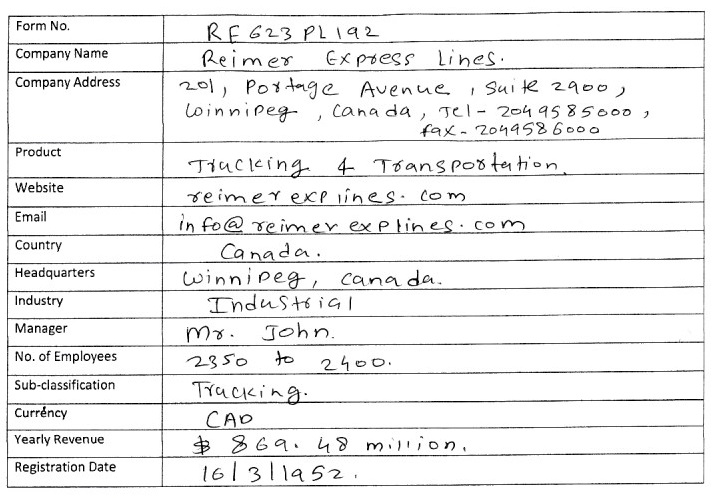 Form No. RF623PL192
Company Name Reimer Express Lines.
Company Address 201, Portage Avenue, Suite 2900,
Winnipeg, Canada, Tel- 2049585000,
fax- 2049586000
Product Trucking & Transportation.
Website reimerexplines.com
Email info@reimerexplines.com
Country Canada.
Headquarters Winnipeg, Canada.
Industry Industrial
Manager Mr. John.
No. of Employees 2350 to 2400.
Sub-classification Trucking.
Currency CAD
Yearly Revenue $ 869.48 million.
Registration Date 16/3/1952.